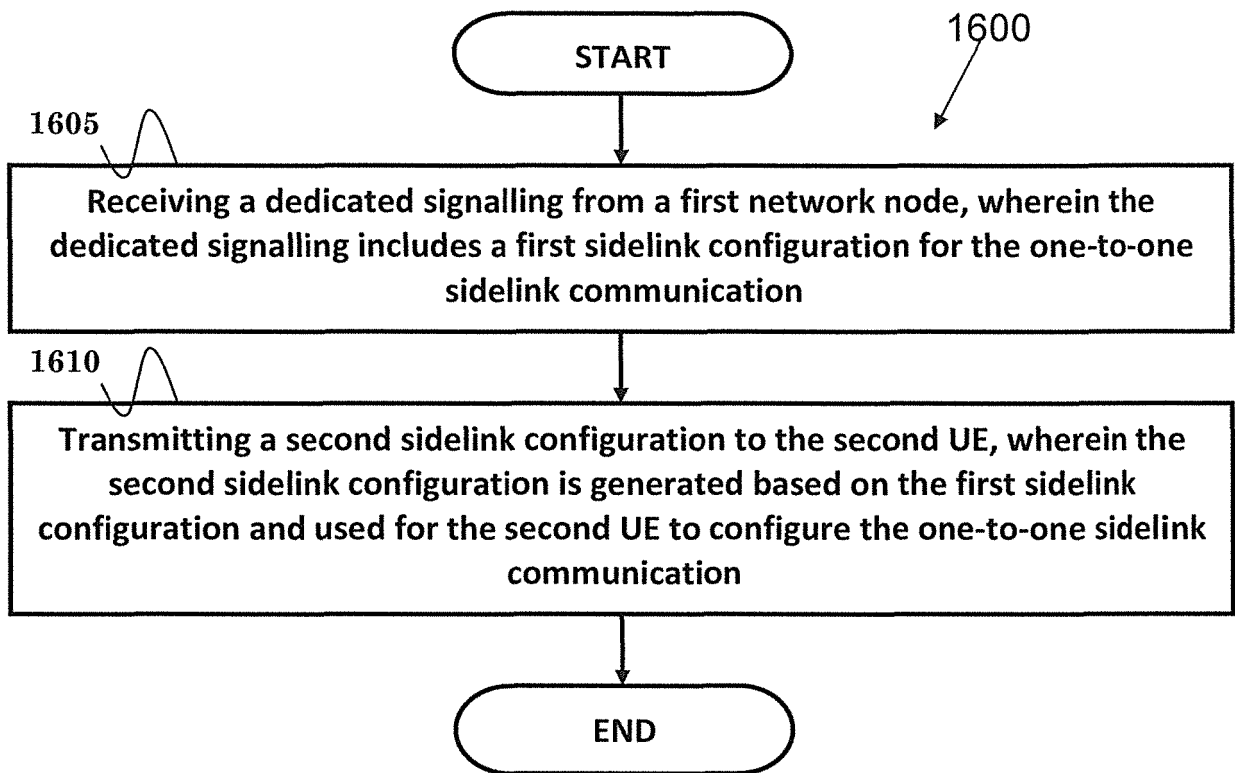 START
1600
1605
Receiving a dedicated signalling from a first network node, wherein the
dedicated signalling includes a first sidelink configuration for the one-to-one
sidelink communication
1610
Transmitting a second sidelink configuration to the second UE, wherein the
second sidelink configuration is generated based on the first sidelink
configuration and used for the second UE to configure the one-to-one sidelink
communication
END